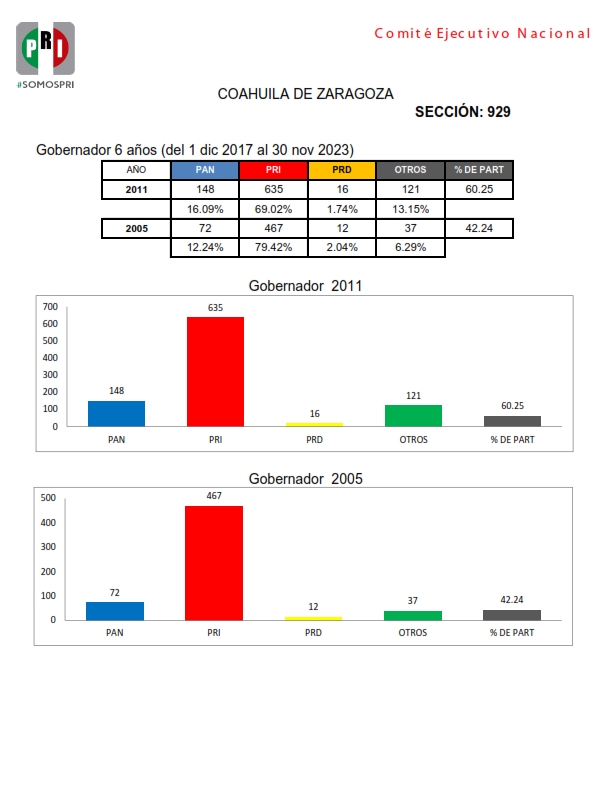 Comité Ejecutivo Nacional
PRI
#SOMOSPRI
COAHUILA DE ZARAGOZA
SECCIÓN: 929
Gobernador 6 años (del 1 dic 2017 al 30 nov 2023)
AÑO PAN PRI PRD OTROS % DE PART
2011 148 635 16 121 60.25
16.09% 69.02% 1.74% 13.15%
2005 72 467 12 37 42.24
12.24% 79.42% 2.04% 6.29%
Gobernador 2011
700
600
500
400
300
200
100
0
148 635 16 121 60.25
PAN PRI PRD OTROS % DE PART
Gobernador 2005
500
400
300
200
100
0
72 467 12 37 42.24
PAN PRI PRD OTROS % DE PART